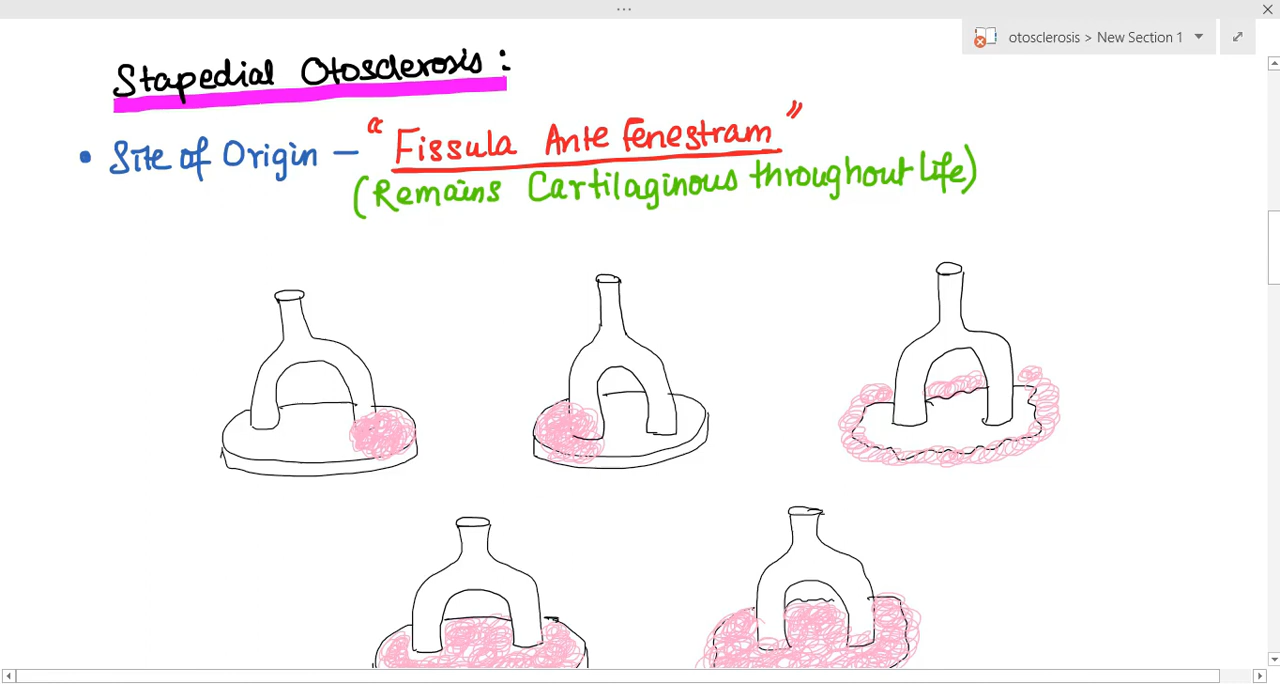 otosclerosis > New Section 1
Stapedial Otosclerosis :
• Site of Origin – "Fissula Ante Fenestram"
(Remains Cartilaginous throughout life)